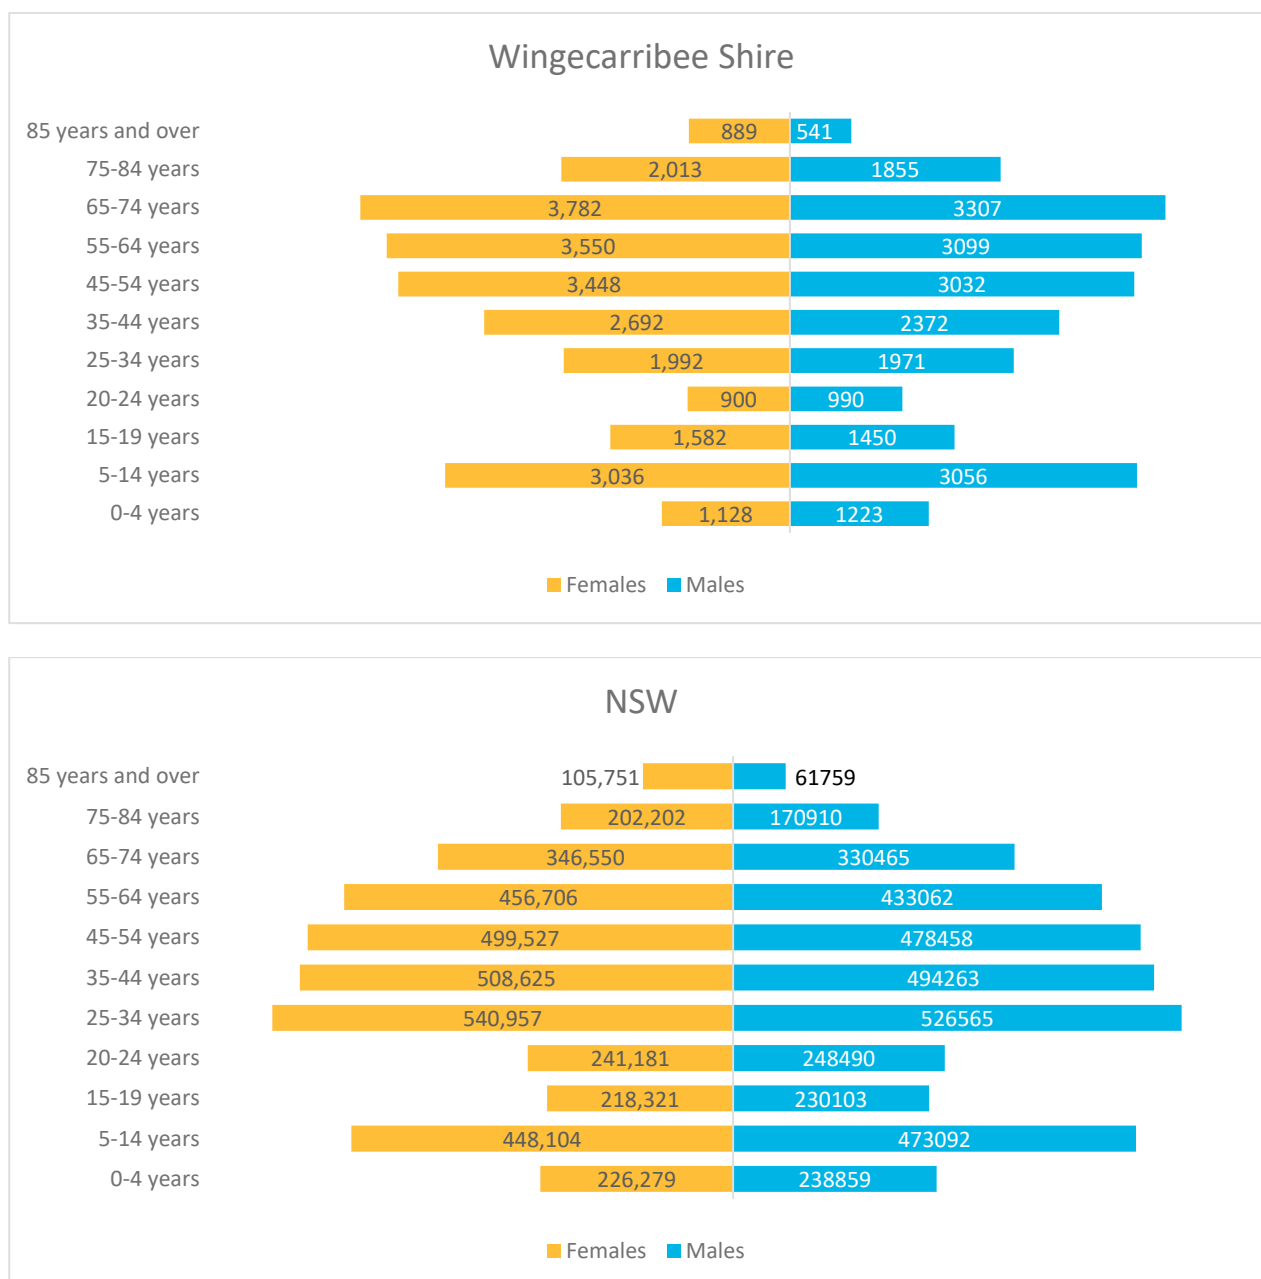 Wingecarribee Shire
85 years and over 889 541
75-84 years 2,013 1855
65-74 years 3,782 3307
55-64 years 3,550 3099
45-54 years 3,448 3032
35-44 years 2,692 2372
25-34 years 1,992 1971
20-24 years 900 990
15-19 years 1,582 1450
5-14 years 3,036 3056
0-4 years 1,128 1223
Females Males
NSW
85 years and over 105,751 61759
75-84 years 202,202 170910
65-74 years 346,550 330465
55-64 years 456,706 433062
45-54 years 499,527 478458
35-44 years 508,625 494263
25-34 years 540,957 526565
20-24 years 241,181 248490
15-19 years 218,321 230103
5-14 years 448,104 473092
0-4 years 226,279 238859
Females Males